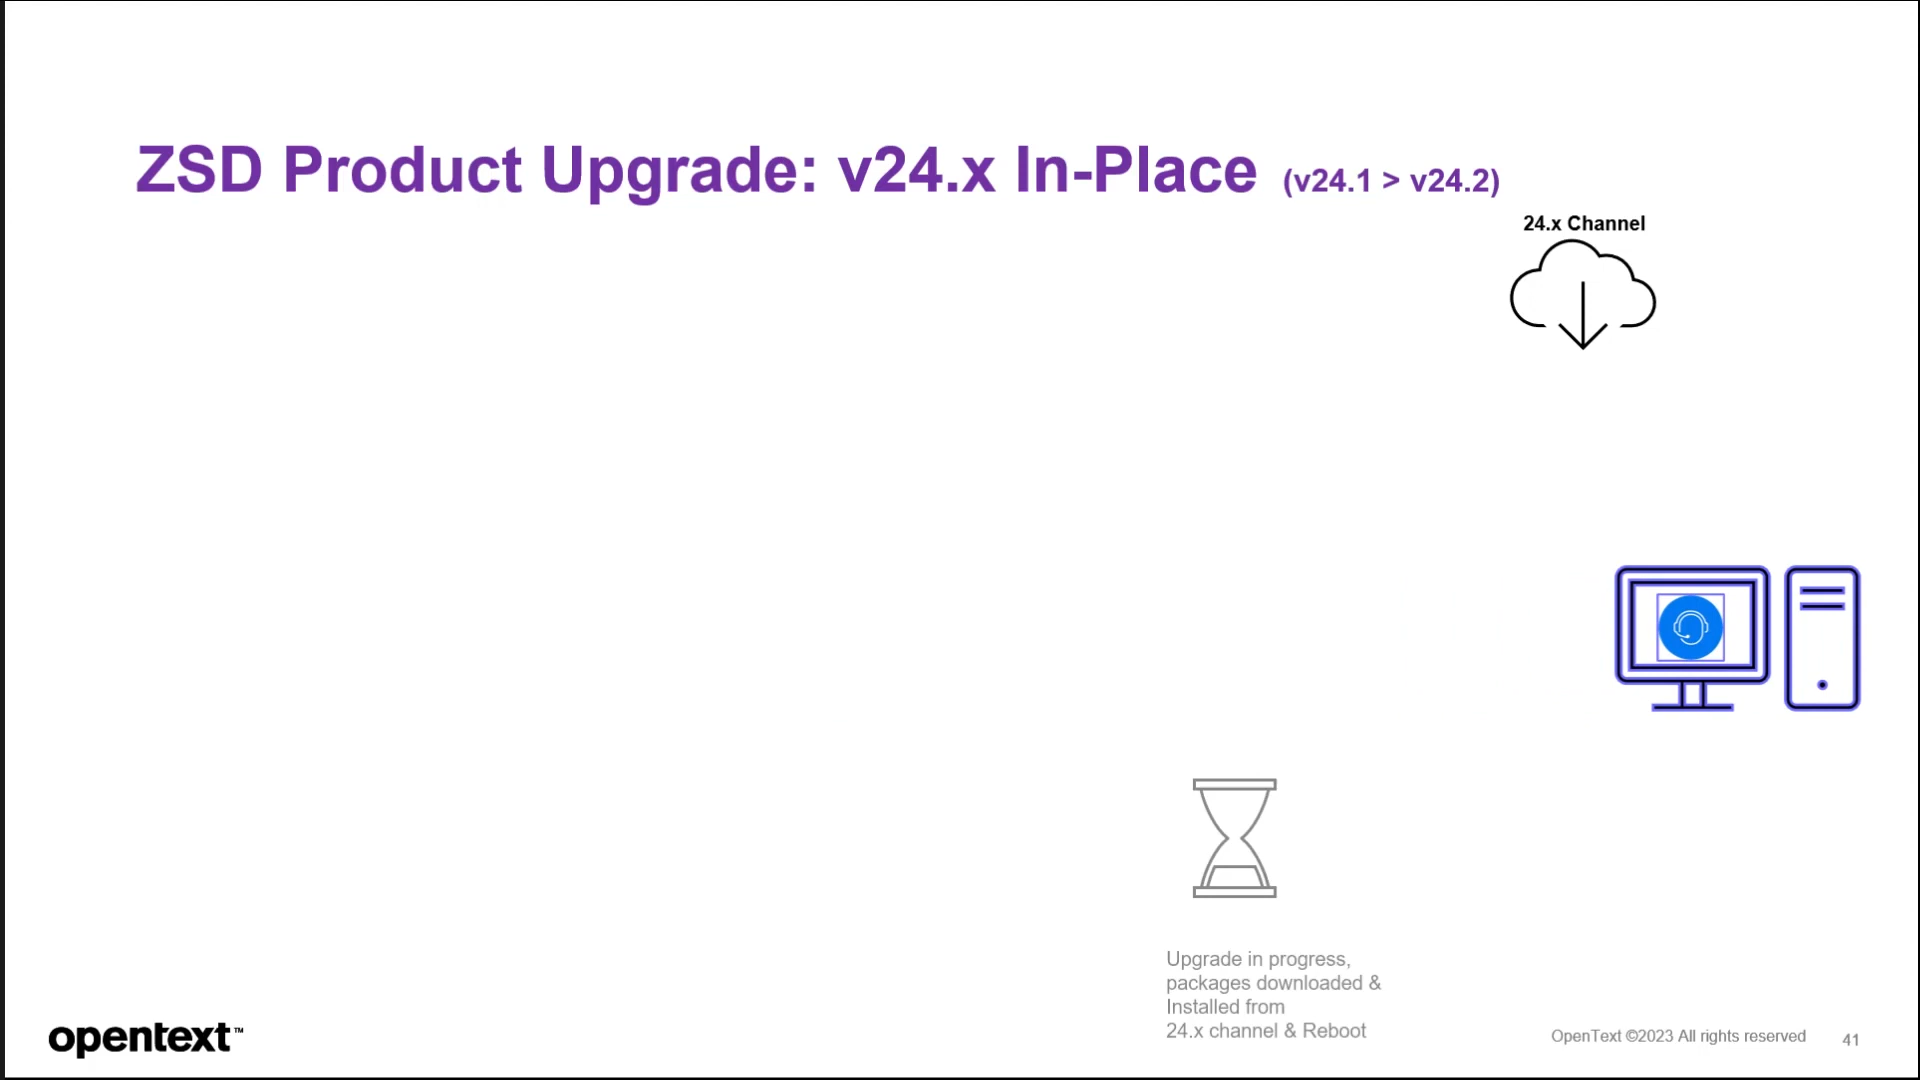 ZSD Product Upgrade: v24.x In-Place (v24.1 > v24.2)
24.x Channel
Upgrade in progress,
packages downloaded &
Installed from
24.x channel & Reboot
opentext™
OpenText ©2023 All rights reserved
41